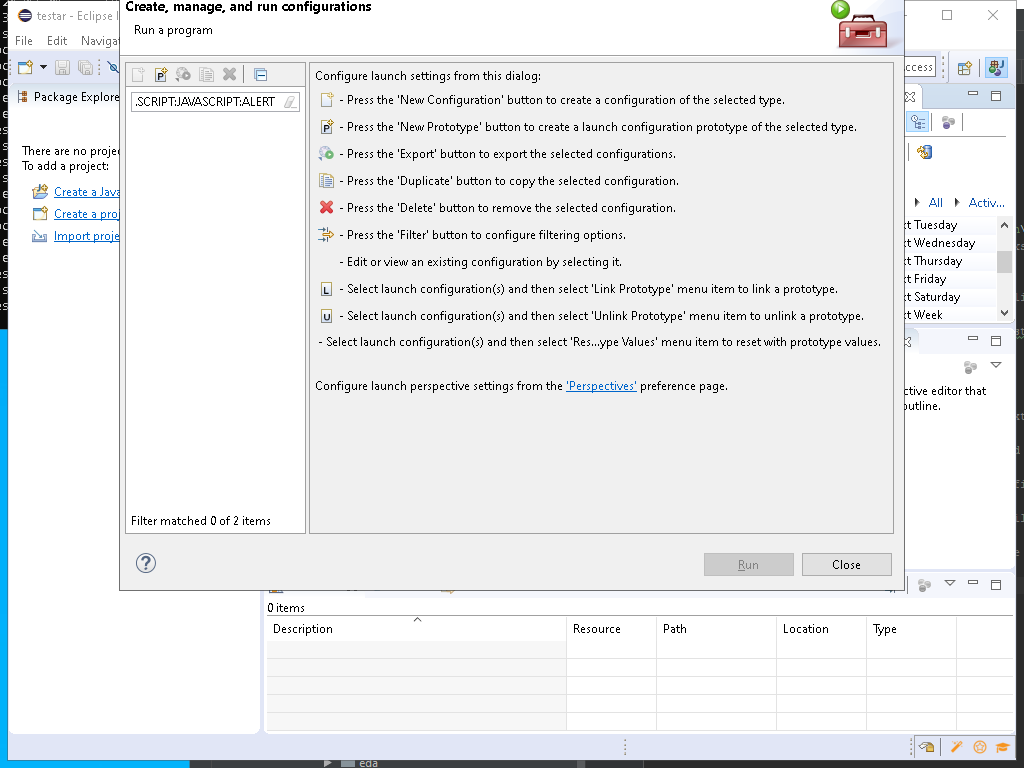 testar - Eclipse I
Create, manage, and run configurations
Run a program
File Edit Naviga
ccess
Package Explore
.SCRIPT:JAVASCRIPT:ALERT
There are no proje
To add a project:
Create a Java
Create a proj
Import proje
Filter matched 0 of 2 items
Configure launch settings from this dialog:
- Press the 'New Configuration' button to create a configuration of the selected type.
- Press the 'New Prototype' button to create a launch configuration prototype of the selected type.
- Press the 'Export' button to export the selected configurations.
- Press the 'Duplicate' button to copy the selected configuration.
- Press the 'Delete' button to remove the selected configuration.
- Press the 'Filter' button to configure filtering options.
- Edit or view an existing configuration by selecting it.
L - Select launch configuration(s) and then select 'Link Prototype' menu item to link a prototype.
U - Select launch configuration(s) and then select 'Unlink Prototype' menu item to unlink a prototype.
- Select launch configuration(s) and then select 'Res...ype Values' menu item to reset with prototype values.
Configure launch perspective settings from the 'Perspectives' preference page.
Run Close
All Activ...
xt Tuesday
xt Wednesday
xt Thursday
xt Friday
xt Saturday
xt Week
ctive editor that
outline.
0 items
Description Resource Path Location Type
eda